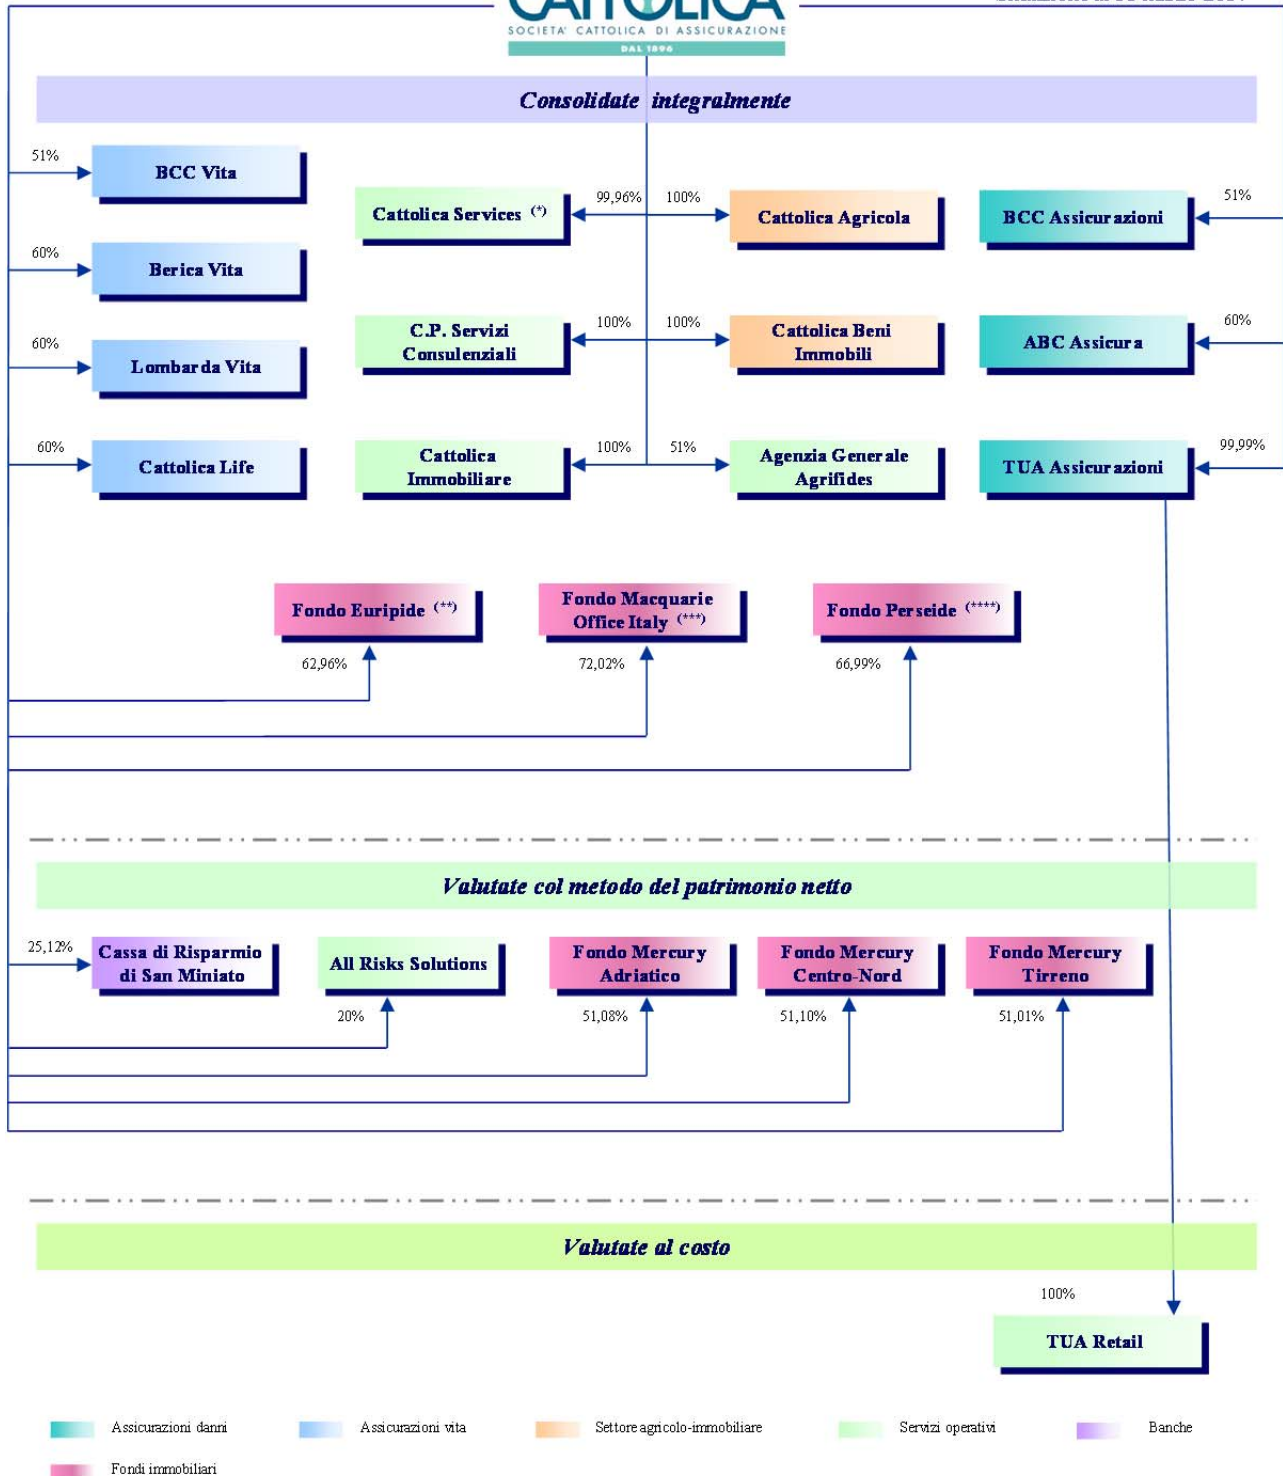 CATTOLICA
SOCIETA' CATTOLICA DI ASSICURAZIONE
DAL 1896
Consolidate integralmente
51%
BCC Vita
Cattolica Services (*)
99,96%
100%
Cattolica Agricola
BCC Assicurazioni
51%
60%
Berica Vita
C.P. Servizi
Consulenziali
100%
100%
Cattolica Beni
Immobili
ABC Assicura
60%
60%
Lombarda Vita
60%
Cattolica Life
Cattolica
Immobiliare
100%
51%
Agenzia Generale
Agrifides
TUA Assicurazioni
99,99%
Fondo Euripide (**)
62,96%
Fondo Macquarie
Office Italy (***)
72,02%
Fondo Perseide (****)
66,99%
Valutate col metodo del patrimonio netto
25,12%
Cassa di Risparmio
di San Miniato
All Risks Solutions
20%
Fondo Mercury
Adriatico
51,08%
Fondo Mercury
Centro-Nord
51,10%
Fondo Mercury
Tirreno
51,01%
Valutate al costo
100%
TUA Retail
Assicurazioni danni
Assicurazioni vita
Settore agricolo-immobiliare
Servizi operativi
Banche
Fondi immobiliari